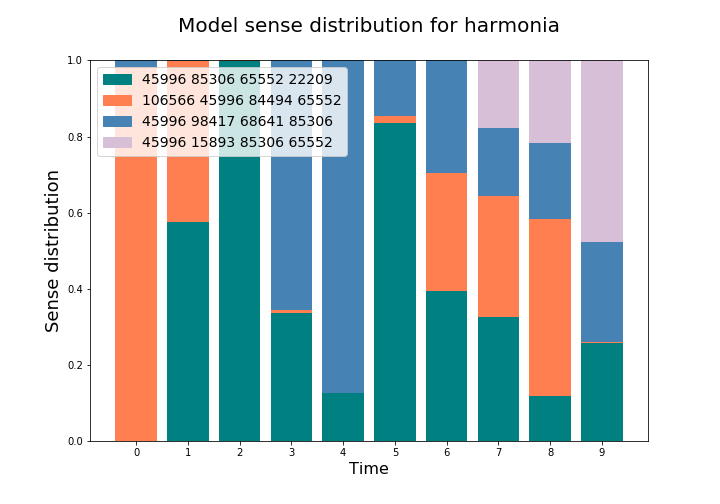 Model sense distribution for harmonia
1.0
0.8
0.6
0.4
0.2
0.0
Sense distribution
45996 85306 65552 22209
106566 45996 84494 65552
45996 98417 68641 85306
45996 15893 85306 65552
0 1 2 3 4 5 6 7 8 9
Time